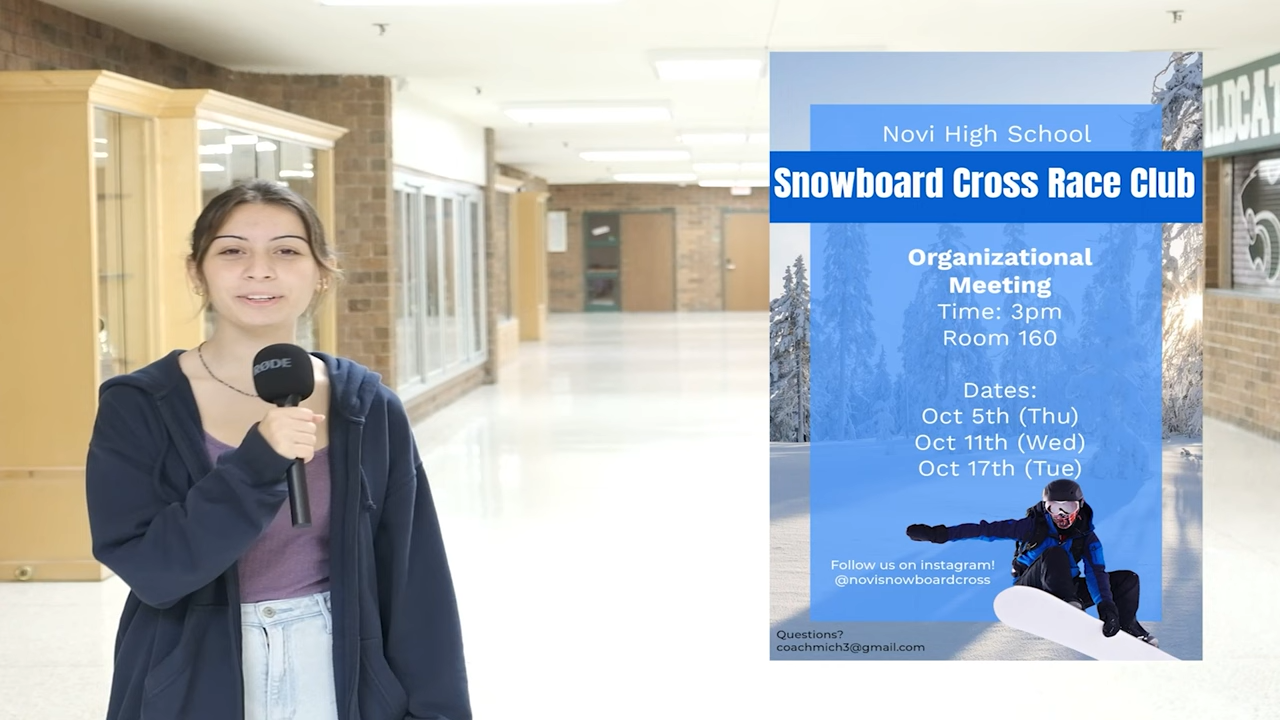 RØDE
Novi High School
Snowboard Cross Race Club
Organizational
Meeting
Time: 3pm
Room 160
Dates:
Oct 5th (Thu)
Oct 11th (Wed)
Oct 17th (Tue)
Follow us on instagram!
@novisnowboardcross
Questions?
coachmich3@gmail.com
ILDCAT